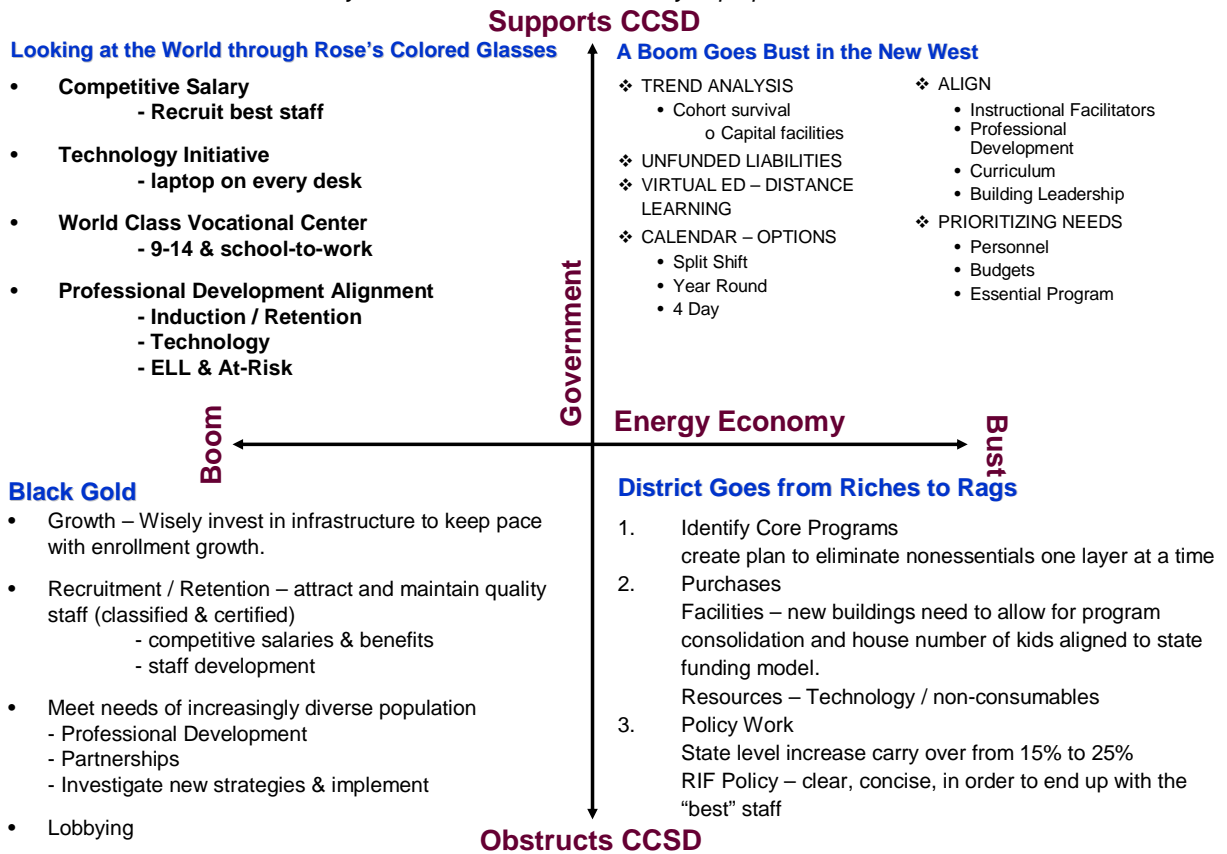 Supports CCSD
Looking at the World through Rose's Colored Glasses
• Competitive Salary
- Recruit best staff
• Technology Initiative
- laptop on every desk
• World Class Vocational Center
- 9-14 & school-to-work
• Professional Development Alignment
- Induction / Retention
- Technology
- ELL & At-Risk
A Boom Goes Bust in the New West
❖ TREND ANALYSIS
• Cohort survival
o Capital facilities
❖ UNFUNDED LIABILITIES
❖ VIRTUAL ED – DISTANCE
LEARNING
❖ CALENDAR – OPTIONS
• Split Shift
• Year Round
• 4 Day
❖ ALIGN
• Instructional Facilitators
• Professional
Development
• Curriculum
• Building Leadership
❖ PRIORITIZING NEEDS
• Personnel
• Budgets
• Essential Program
Government
Boom
Energy Economy
Bust
Black Gold
• Growth – Wisely invest in infrastructure to keep pace
with enrollment growth.
• Recruitment / Retention – attract and maintain quality
staff (classified & certified)
- competitive salaries & benefits
- staff development
• Meet needs of increasingly diverse population
- Professional Development
- Partnerships
- Investigate new strategies & implement
• Lobbying
District Goes from Riches to Rags
1. Identify Core Programs
create plan to eliminate nonessentials one layer at a time
2. Purchases
Facilities – new buildings need to allow for program
consolidation and house number of kids aligned to state
funding model.
Resources – Technology / non-consumables
3. Policy Work
State level increase carry over from 15% to 25%
RIF Policy – clear, concise, in order to end up with the
“best” staff
Obstructs CCSD